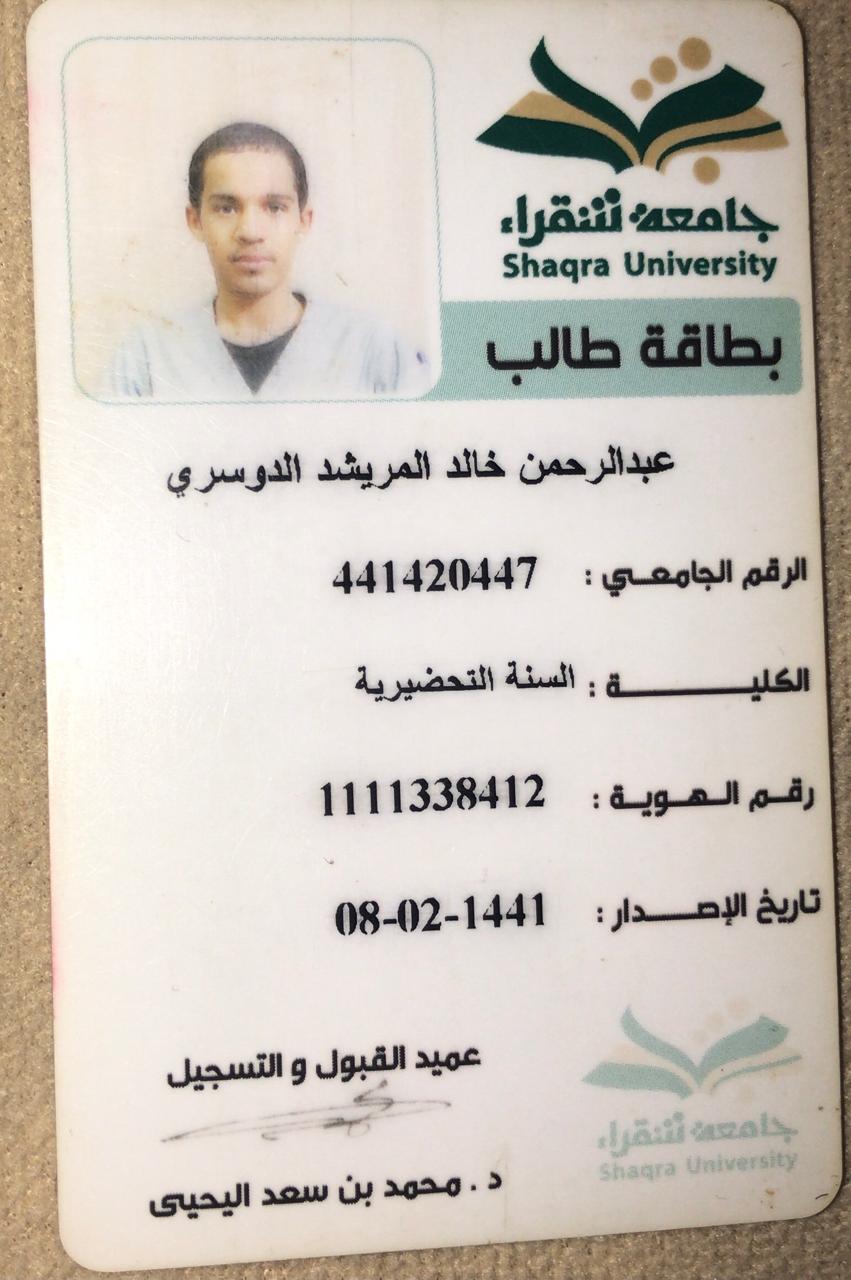 جامعة شقراء
Shaqra University
بطاقة طالب
عبدالرحمن خالد المريشد الدوسري
الرقم الجامعي : 441420447
الكلية : السنة التحضيرية
رقم الهوية : 1111338412
تاريخ الإصدار : 08-02-1441
عميد القبول و التسجيل
د . محمد بن سعد اليحيى
جامعة شقراء
Shaqra University